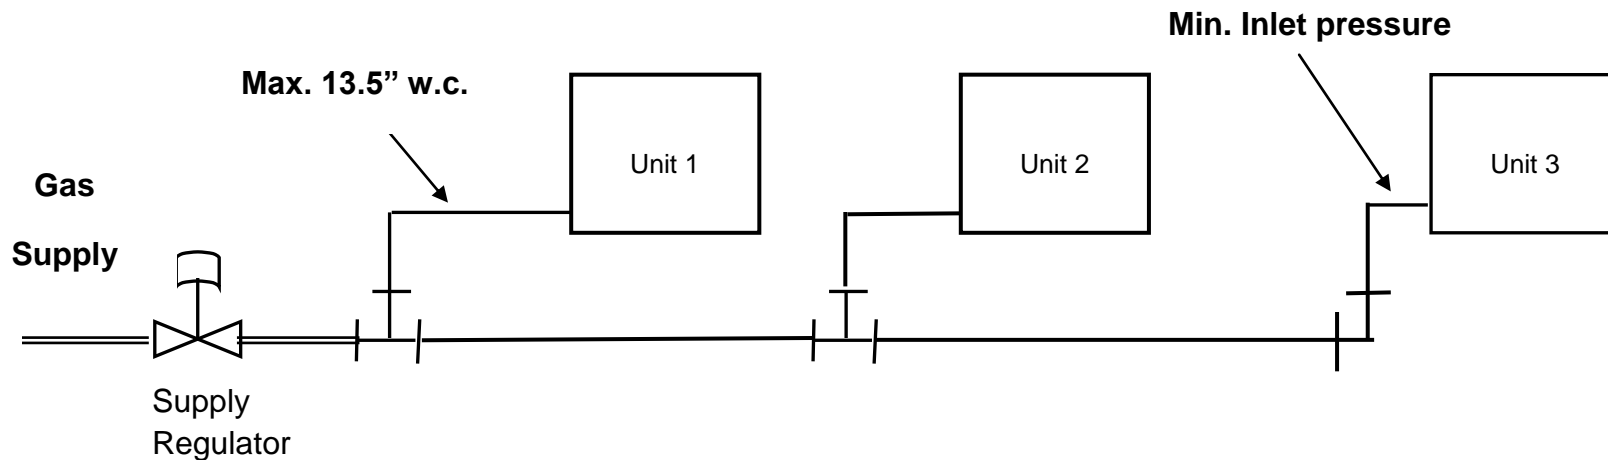 Min. Inlet pressure
Max. 13.5” w.c.
Unit 1
Unit 2
Unit 3
Gas
Supply
Supply
Regulator